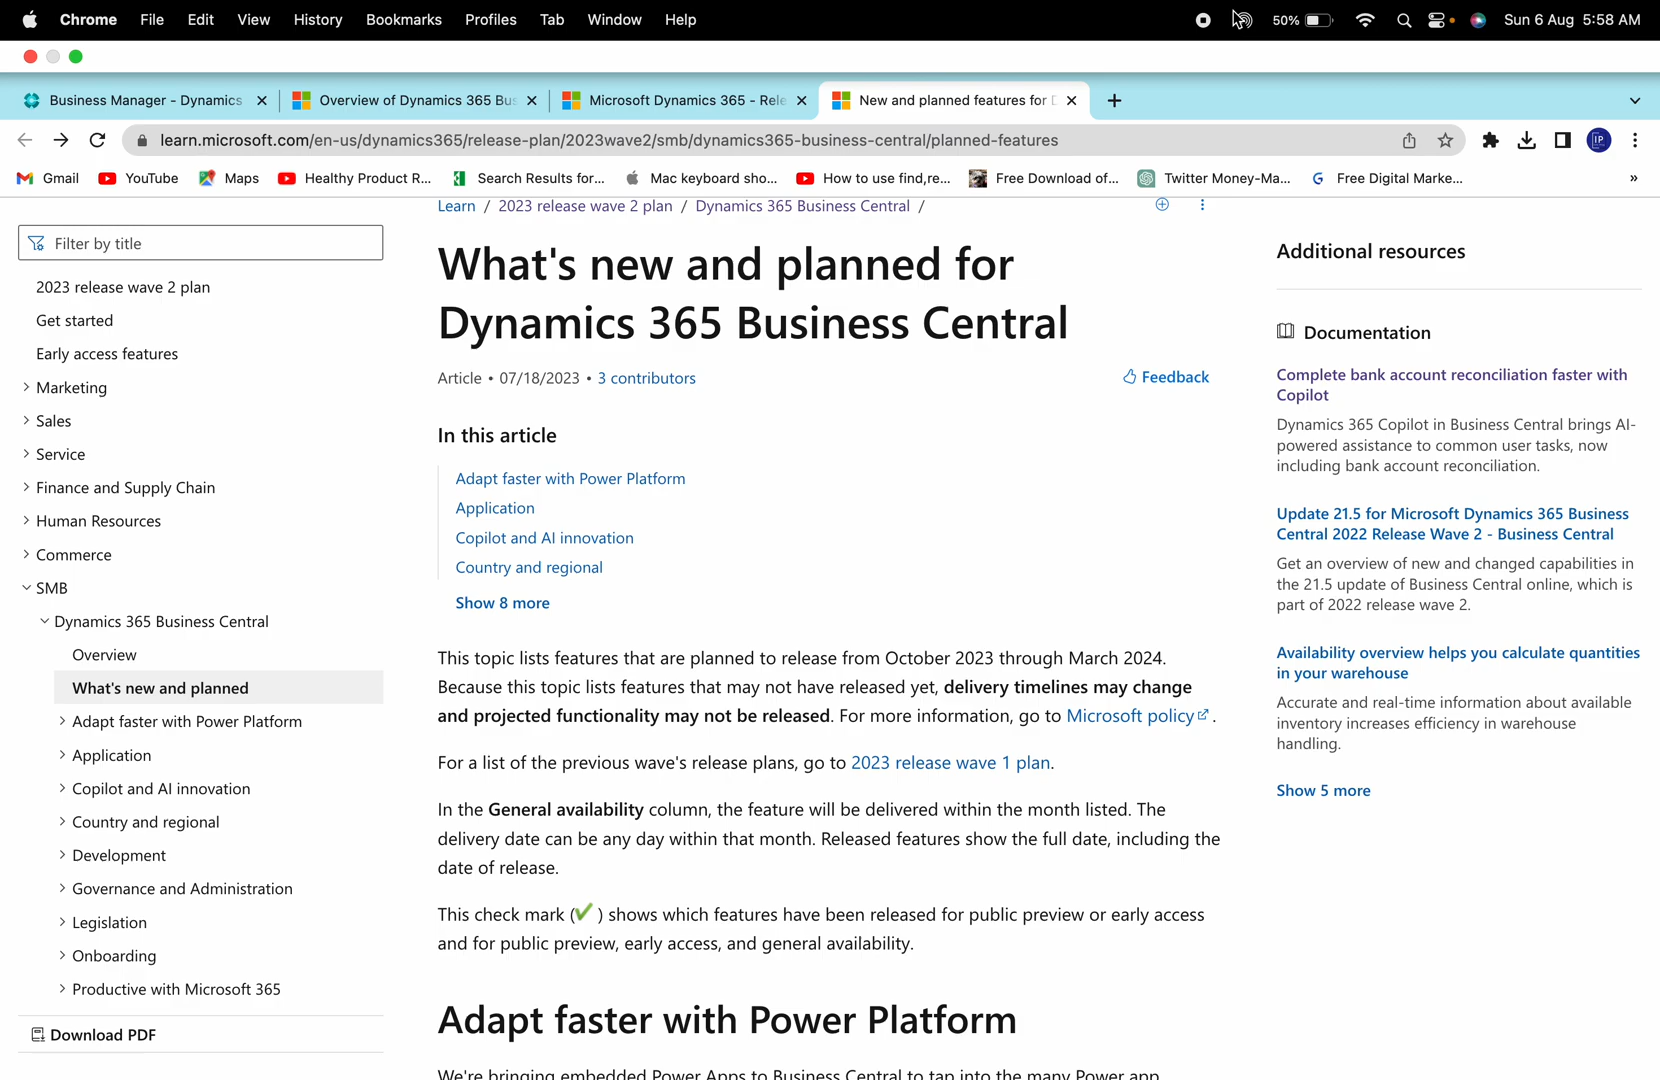 Chrome File Edit View History Bookmarks Profiles Tab Window Help 50% Sun 6 Aug 5:58 AM
Business Manager - Dynamics Overview of Dynamics 365 Bus Microsoft Dynamics 365 - Rele New and planned features for D
learn.microsoft.com/en-us/dynamics365/release-plan/2023wave2/smb/dynamics365-business-central/planned-features IP
Gmail YouTube Maps Healthy Product R... Search Results for... Mac keyboard sho... How to use find,re... Free Download of... Twitter Money-Ma... Free Digital Marke... »
Filter by title
2023 release wave 2 plan
Get started
Early access features
Marketing
Sales
Service
Finance and Supply Chain
Human Resources
Commerce
SMB
Dynamics 365 Business Central
Overview
What's new and planned
Adapt faster with Power Platform
Application
Copilot and AI innovation
Country and regional
Development
Governance and Administration
Legislation
Onboarding
Productive with Microsoft 365
Download PDF
Learn / 2023 release wave 2 plan / Dynamics 365 Business Central /
What's new and planned for
Dynamics 365 Business Central
Article • 07/18/2023 • 3 contributors
Feedback
In this article
Adapt faster with Power Platform
Application
Copilot and AI innovation
Country and regional
Show 8 more
This topic lists features that are planned to release from October 2023 through March 2024.
Because this topic lists features that may not have released yet, delivery timelines may change
and projected functionality may not be released. For more information, go to Microsoft policy .
For a list of the previous wave's release plans, go to 2023 release wave 1 plan.
In the General availability column, the feature will be delivered within the month listed. The
delivery date can be any day within that month. Released features show the full date, including the
date of release.
This check mark (✔) shows which features have been released for public preview or early access
and for public preview, early access, and general availability.
Adapt faster with Power Platform
We're bringing embedded Power Apps to Business Central to tap into the many Power app
Additional resources
Documentation
Complete bank account reconciliation faster with
Copilot
Dynamics 365 Copilot in Business Central brings AI-
powered assistance to common user tasks, now
including bank account reconciliation.
Update 21.5 for Microsoft Dynamics 365 Business
Central 2022 Release Wave 2 - Business Central
Get an overview of new and changed capabilities in
the 21.5 update of Business Central online, which is
part of 2022 release wave 2.
Availability overview helps you calculate quantities
in your warehouse
Accurate and real-time information about available
inventory increases efficiency in warehouse
handling.
Show 5 more